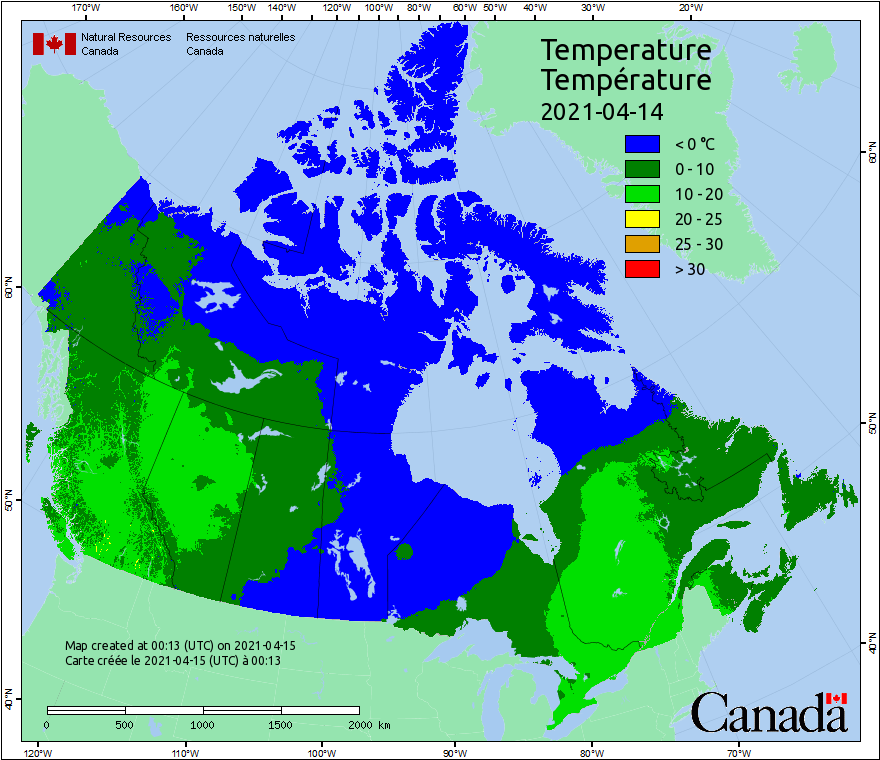 170°W 160°W 150°W 140°W 130°W 120°W 110°W 100°W 90°W 80°W 70°W 60°W 50°W 40°W 30°W 20°W
Natural Resources Ressources naturelles
Canada Canada
Temperature
Température
2021-04-14
< 0 °C
0 - 10
10 - 20
20 - 25
25 - 30
> 30
60°N
60°N
50°N
50°N
40°N
40°N
Map created at 00:13 (UTC) on 2021-04-15
Carte créée le 2021-04-15 (UTC) à 00:13
0 500 1000 1500 2000 km
Canada
120°W 110°W 100°W 90°W 80°W 70°W